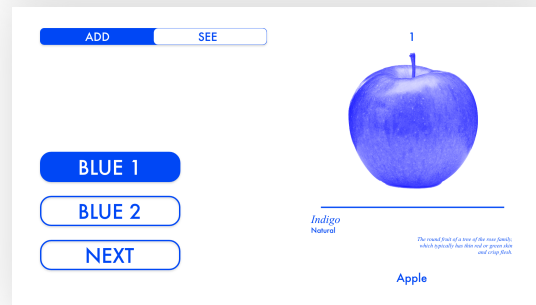 ADD
SEE
1
BLUE 1
BLUE 2
NEXT
Indigo
Natural
The round fruit of a tree of the rose family,
which typically has thin red or green skin
and crisp flesh.
Apple